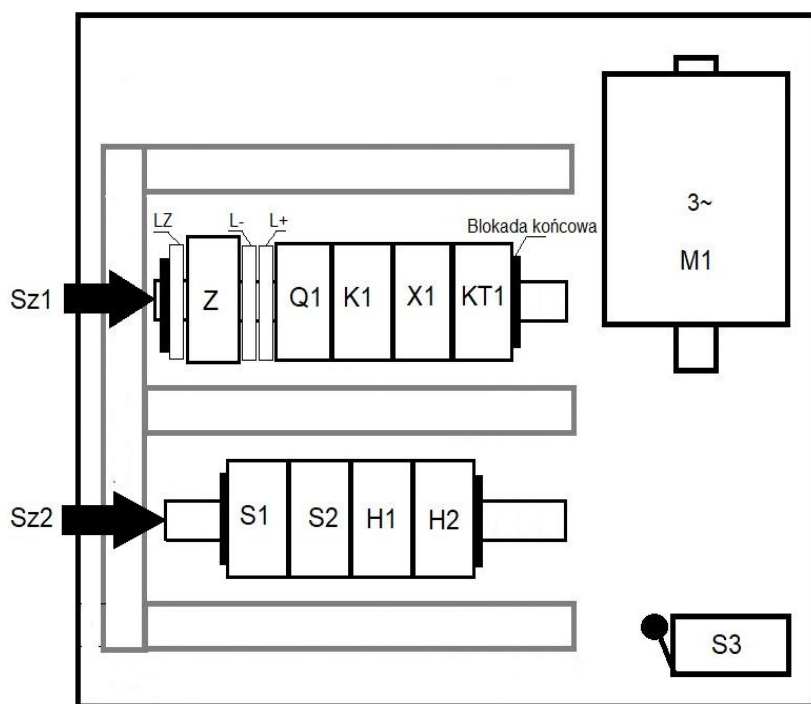 3~
M1
LZ
L-
L+
Blokada końcowa
Sz1
Z
Q1
K1
X1
KT1
Sz2
S1
S2
H1
H2
S3